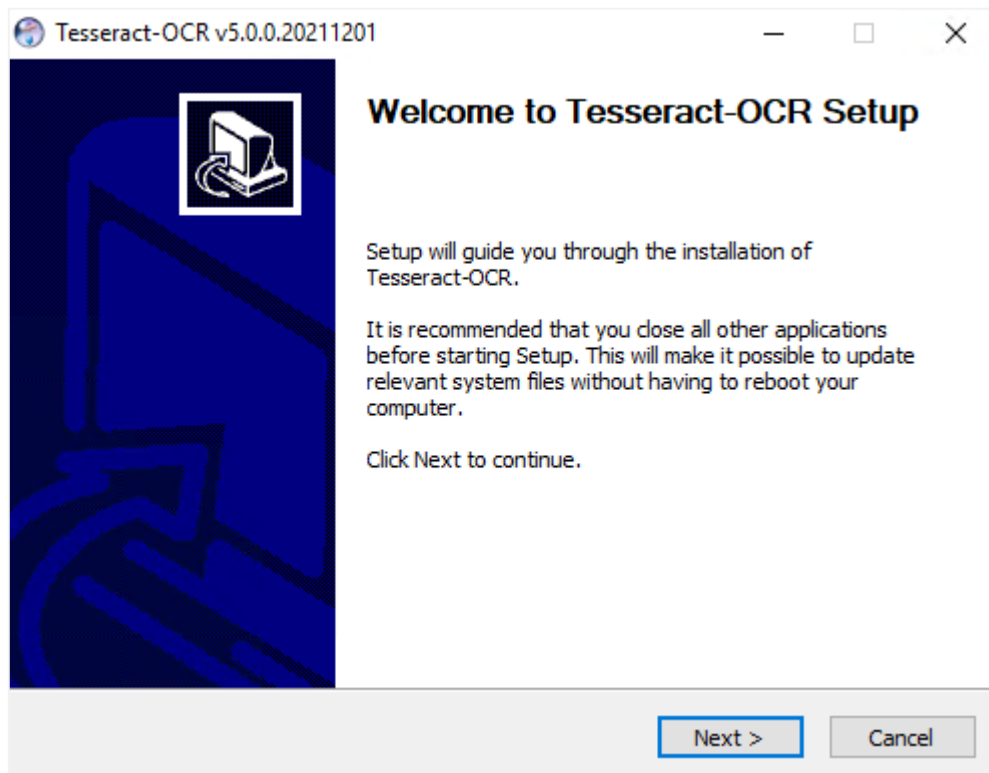 Tesseract-OCR v5.0.0.20211201
Welcome to Tesseract-OCR Setup
Setup will guide you through the installation of
Tesseract-OCR.
It is recommended that you close all other applications
before starting Setup. This will make it possible to update
relevant system files without having to reboot your
computer.
Click Next to continue.
Next >
Cancel